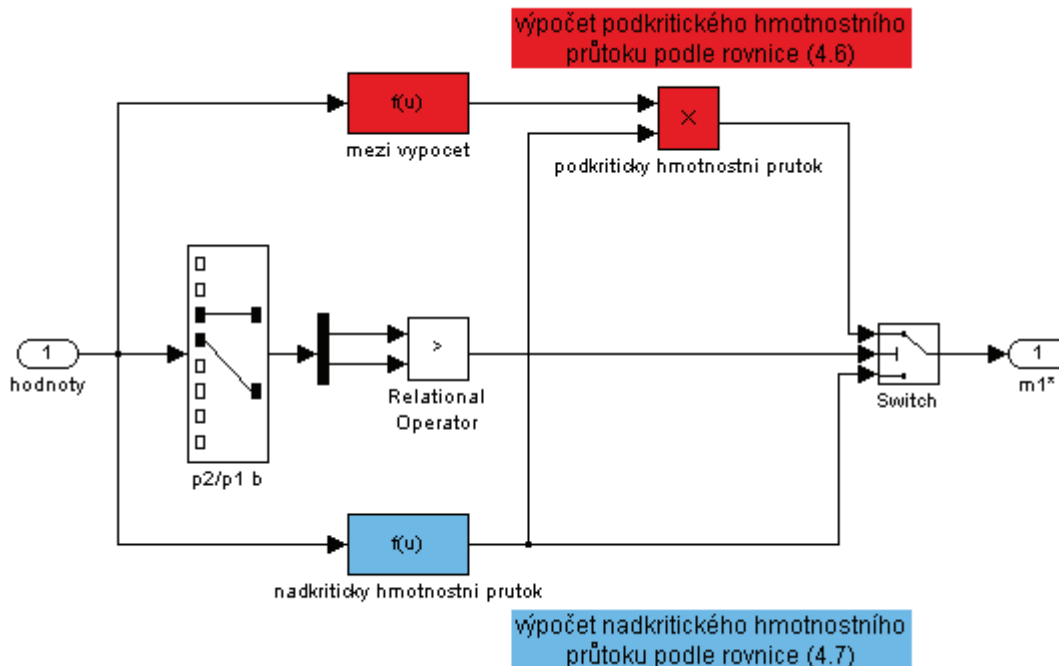 výpočet podkritického hmotnostního
průtoku podle rovnice (4.6)
f(u)
mezi vypocet
×
podkriticky hmotnostni prutok
1
hodnoty
p2/p1 b
>
Relational
Operator
Switch
1
m1*
f(u)
nadkriticky hmotnostni prutok
výpočet nadkritického hmotnostního
průtoku podle rovnice (4.7)